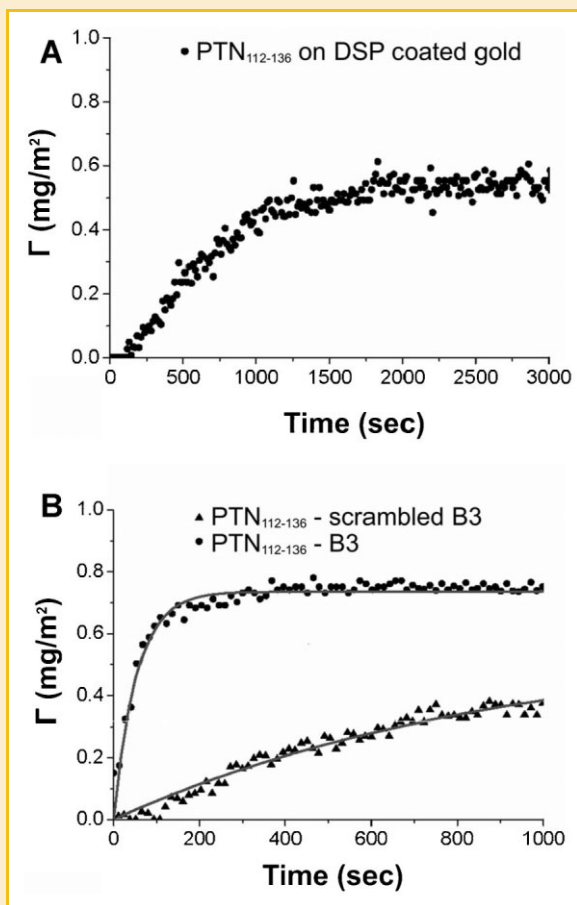 A
• PTN₁₁₂₋₁₃₆ on DSP coated gold
1.0
0.8
0.6
0.4
0.2
0.0
Γ (mg/m²)
0 500 1000 1500 2000 2500 3000
Time (sec)
B
▲ PTN₁₁₂₋₁₃₆ - scrambled B3
• PTN₁₁₂₋₁₃₆ - B3
1.0
0.8
0.6
0.4
0.2
0.0
Γ (mg/m²)
0 200 400 600 800 1000
Time (sec)